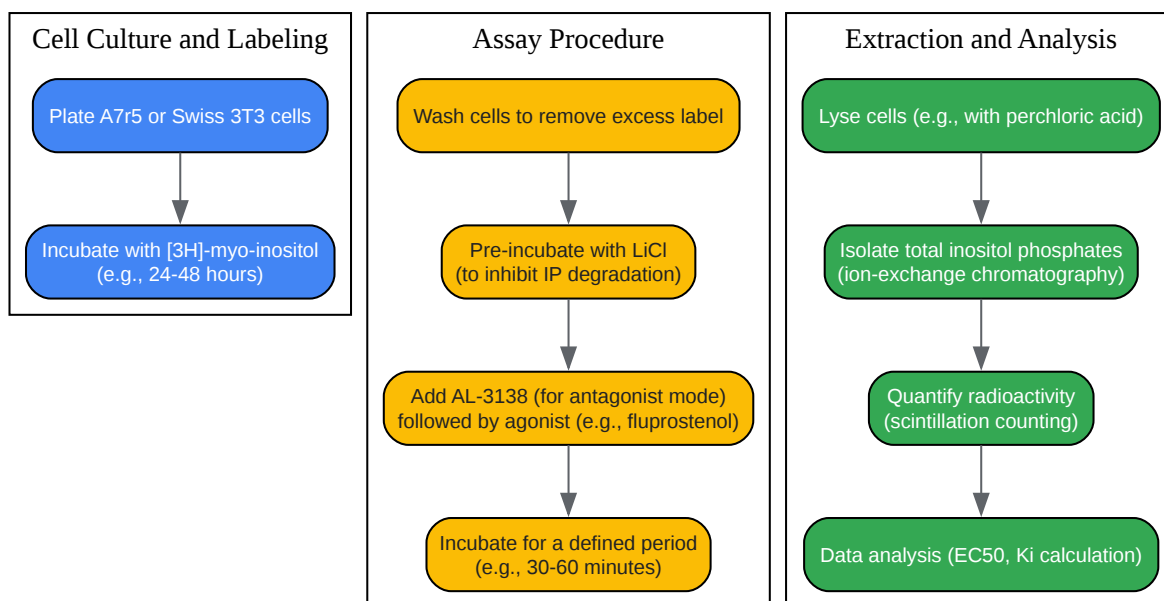 Cell Culture and Labeling
Plate A7r5 or Swiss 3T3 cells
Incubate with [3H]-myo-inositol
(e.g., 24-48 hours)
Assay Procedure
Wash cells to remove excess label
Pre-incubate with LiCl
(to inhibit IP degradation)
Add AL-3138 (for antagonist mode)
followed by agonist (e.g., fluprostenol)
Incubate for a defined period
(e.g., 30-60 minutes)
Extraction and Analysis
Lyse cells (e.g., with perchloric acid)
Isolate total inositol phosphates
(ion-exchange chromatography)
Quantify radioactivity
(scintillation counting)
Data analysis (EC50, Ki calculation)